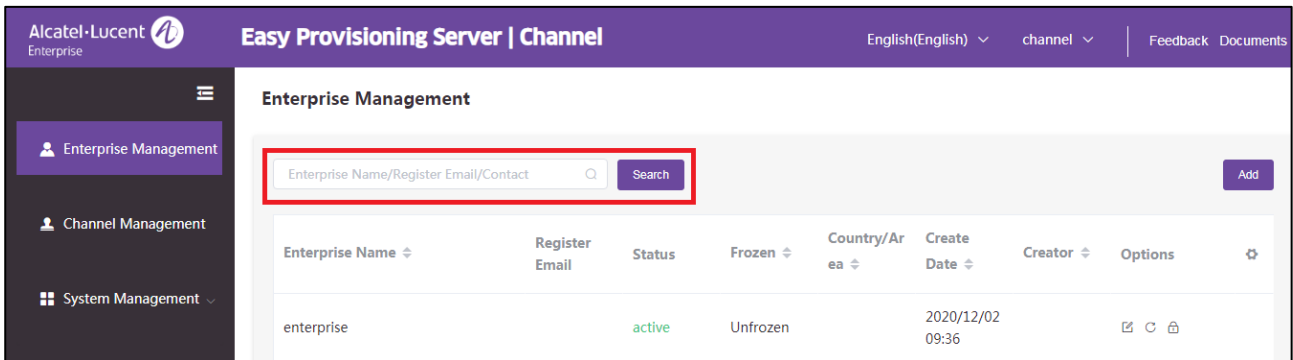 Alcatel·Lucent
Enterprise
Easy Provisioning Server | Channel
English(English)
channel
Feedback Documents
Enterprise Management
Enterprise Management
Enterprise Name/Register Email/Contact
Search
Add
Channel Management
Enterprise Name
Register
Email
Status
Frozen
Country/Ar
ea
Create
Date
Creator
Options
System Management
enterprise
active
Unfrozen
2020/12/02
09:36